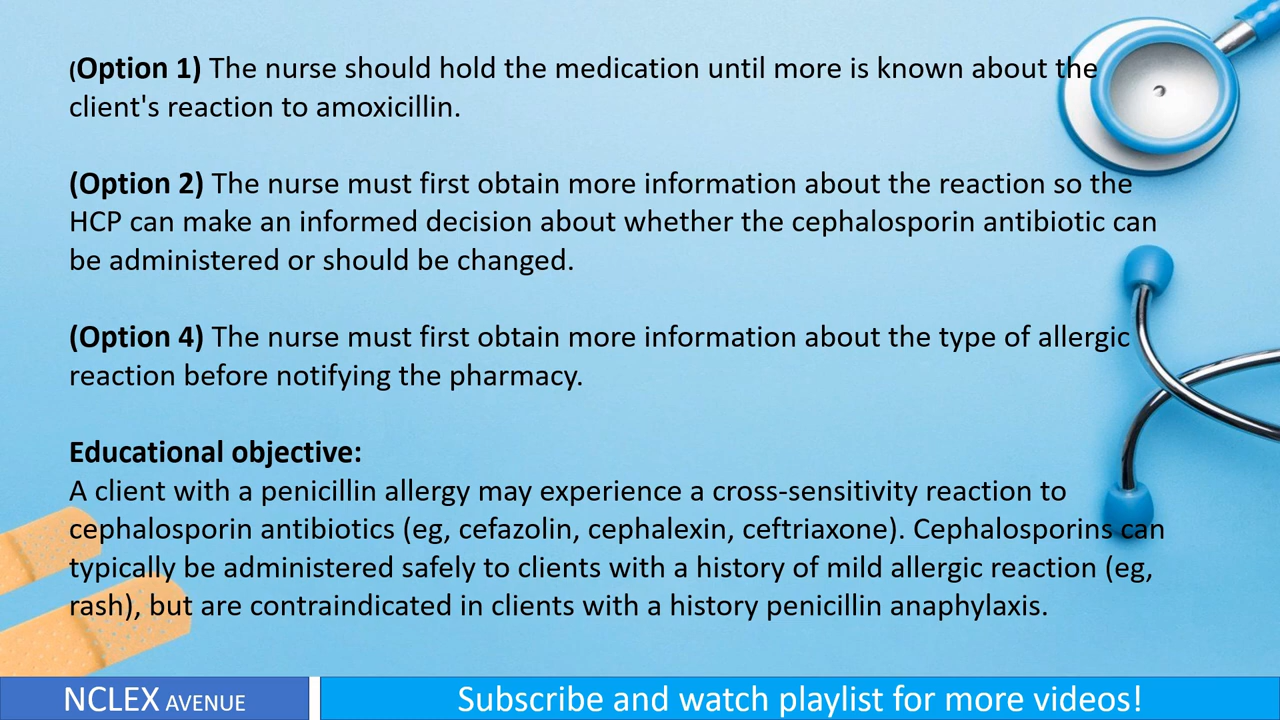 (Option 1) The nurse should hold the medication until more is known about the
client's reaction to amoxicillin.
(Option 2) The nurse must first obtain more information about the reaction so the
HCP can make an informed decision about whether the cephalosporin antibiotic can
be administered or should be changed.
(Option 4) The nurse must first obtain more information about the type of allergic
reaction before notifying the pharmacy.
Educational objective:
A client with a penicillin allergy may experience a cross-sensitivity reaction to
cephalosporin antibiotics (eg, cefazolin, cephalexin, ceftriaxone). Cephalosporins can
typically be administered safely to clients with a history of mild allergic reaction (eg,
rash), but are contraindicated in clients with a history penicillin anaphylaxis.
NCLEX AVENUE
Subscribe and watch playlist for more videos!